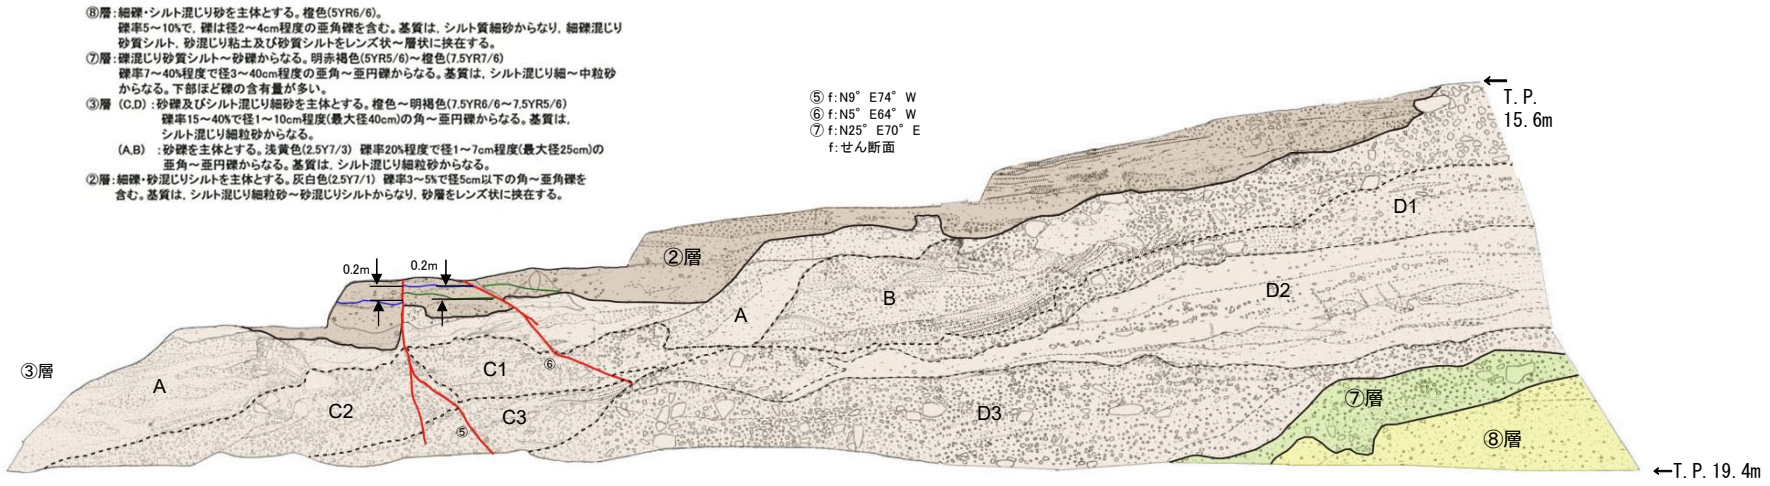 ⑧層:細礫・シルト混じり砂を主体とする。橙色(5YR6/6)。
礫率5～10%で、礫は径2～4cm程度の亜角礫を含む。基質は、シルト質細砂からなり、細礫混じり
砂質シルト、砂混じり粘土及び砂質シルトをレンズ状～層状に挟在する。
⑦層:礫混じり砂質シルト～砂礫からなる。明赤褐色(5YR5/6)～橙色(7.5YR7/6)
礫率7～40%程度で径3～40cm程度の亜角～亜円礫からなる。基質は、シルト混じり細～中粒砂
からなる。下部ほど礫の含有量が多い。
③層 (C,D) :砂礫及びシルト混じり細砂を主体とする。橙色～明褐色(7.5YR6/6～7.5YR5/6)
礫率15～40%で径1～10cm程度(最大径40cm)の角～亜円礫からなる。基質は、
シルト混じり細粒砂からなる。
(A,B) :砂礫を主体とする。浅黄色(2.5Y7/3) 礫率20%程度で径1～7cm程度(最大径25cm)の
亜角～亜円礫からなる。基質は、シルト混じり細粒砂からなる。
②層:細礫・砂混じりシルトを主体とする。灰白色(2.5Y7/1) 礫率3～5%で径5cm以下の角～亜角礫を
含む。基質は、シルト混じり細粒砂～砂混じりシルトからなり、砂層をレンズ状に挟在する。
⑤ f:N9° E74° W
⑥ f:N5° E64° W
⑦ f:N25° E70° E
f:せん断面
←T.P.
15.6m
D1
②層
0.2m 0.2m
B
D2
A
③層
A
C1
⑥
C2
C3
⑤
D3
⑦層
⑧層
←T.P.19.4m